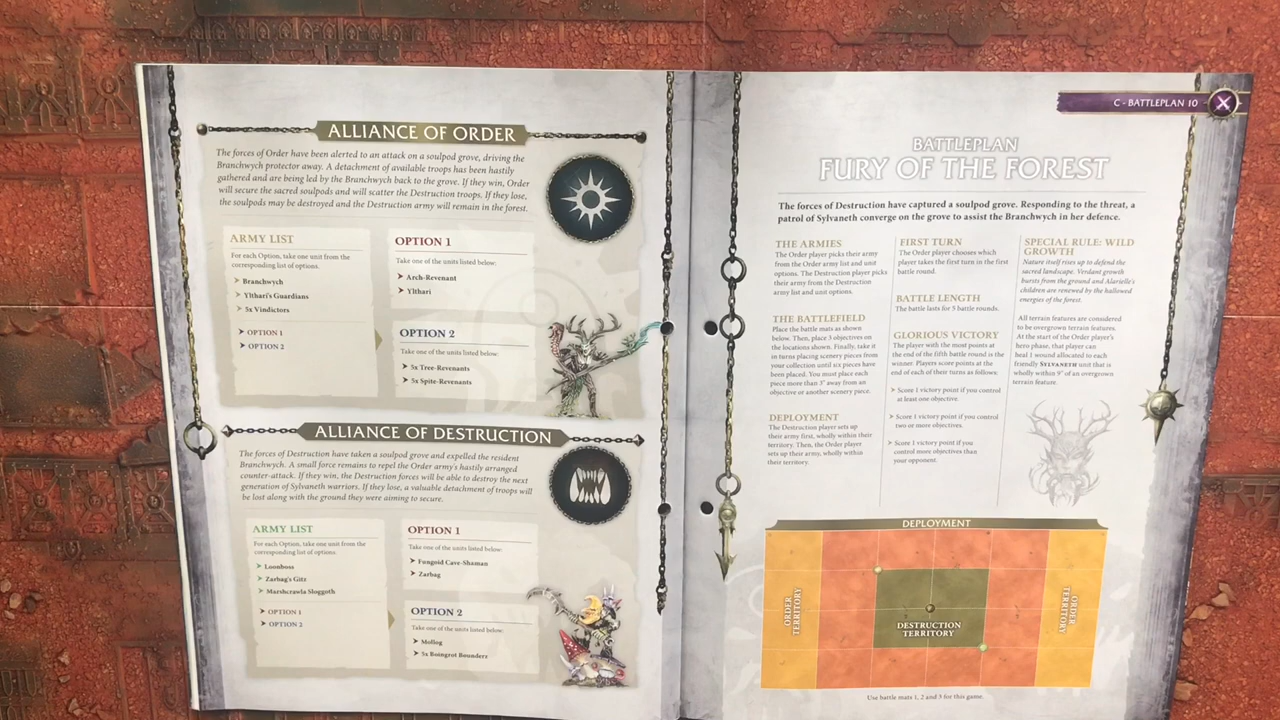 ALLIANCE OF ORDER
The forces of Order have been alerted to an attack on a soulpod grove, driving the
Branchwych protector away. A detachment of available troops has been hastily
gathered and are being led by the Branchwych back to the grove. If they win, Order
will secure the sacred soulpods and will scatter the Destruction troops. If they lose,
the soulpods may be destroyed and the Destruction army will remain in the forest.
ARMY LIST
For each Option, take one unit from the
corresponding list of options.
Branchwych
Ylthari's Guardians
5x Vindictors
OPTION 1
OPTION 2
OPTION 1
Take one of the units listed below:
Arch-Revenant
Ylthari
OPTION 2
Take one of the units listed below:
5x Tree-Revenants
5x Spite-Revenants
ALLIANCE OF DESTRUCTION
The forces of Destruction have taken a soulpod grove and expelled the resident
Branchwych. A small force remains to repel the Order army's hastily arranged
counter-attack. If they win, the Destruction forces will be able to destroy the next
generation of Sylvaneth warriors. If they lose, a valuable detachment of troops will
be lost along with the ground they were aiming to secure.
ARMY LIST
For each Option, take one unit from the
corresponding list of options.
Loonboss
Zarbag's Gitz
Marshcrawla Sloggoth
OPTION 1
OPTION 2
OPTION 1
Take one of the units listed below:
Fungoid Cave-Shaman
Zarbag
OPTION 2
Take one of the units listed below:
Mollog
5x Boingrot Bounders
C - BATTLEPLAN 10
BATTLEPLAN
FURY OF THE FOREST
The forces of Destruction have captured a soulpod grove. Responding to the threat, a
patrol of Sylvaneth converge on the grove to assist the Branchwych in her defence.
THE ARMIES
The Order player picks their army
from the Order army list and unit
options. The Destruction player picks
their army from the Destruction
army list and unit options.
THE BATTLEFIELD
Place the battle mats as shown
below. Then, place 3 objectives on
the locations shown. Finally, take it
in turns placing scenery pieces from
your collection until six pieces have
been placed. You must place each
piece more than 3" away from an
objective or another scenery piece.
DEPLOYMENT
The Destruction player sets up
their army first, wholly within their
territory. Then, the Order player
sets up their army, wholly within
their territory.
FIRST TURN
The Order player chooses which
player takes the first turn in the first
battle round.
BATTLE LENGTH
The battle lasts for 5 battle rounds.
GLORIOUS VICTORY
The player with the most points at
the end of the fifth battle round is the
winner. Players score points at the
end of each of their turns as follows:
Score 1 victory point if you control
at least one objective.
Score 1 victory point if you control
two or more objectives.
Score 1 victory point if you
control more objectives than
your opponent.
SPECIAL RULE: WILD
GROWTH
Nature itself rises up to defend the
sacred landscape. Verdant growth
bursts from the ground and Alarielle's
children are renewed by the hallowed
energies of the forest.
All terrain features are considered
to be overgrown terrain features.
At the start of the Order player's
hero phase, that player can
heal 1 wound allocated to each
friendly SYLVANETH unit that is
wholly within 9" of an overgrown
terrain feature.
DEPLOYMENT
ORDER
TERRITORY
DESTRUCTION
TERRITORY
ORDER
TERRITORY
Use battle mats 1, 2 and 3 for this game.